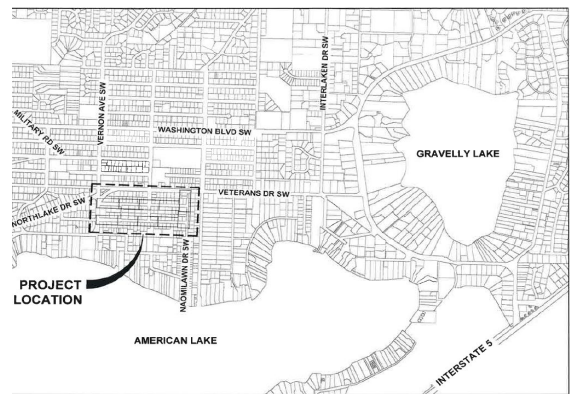 INTERLAKEN DR SW
VERNON AVE SW
MILITARY RD SW
WASHINGTON BLVD SW
GRAVELLY LAKE
VETERANS DR SW
NORTHLAKE DR SW
NAOMILAWN DR SW
PROJECT
LOCATION
AMERICAN LAKE
INTERSTATE 5